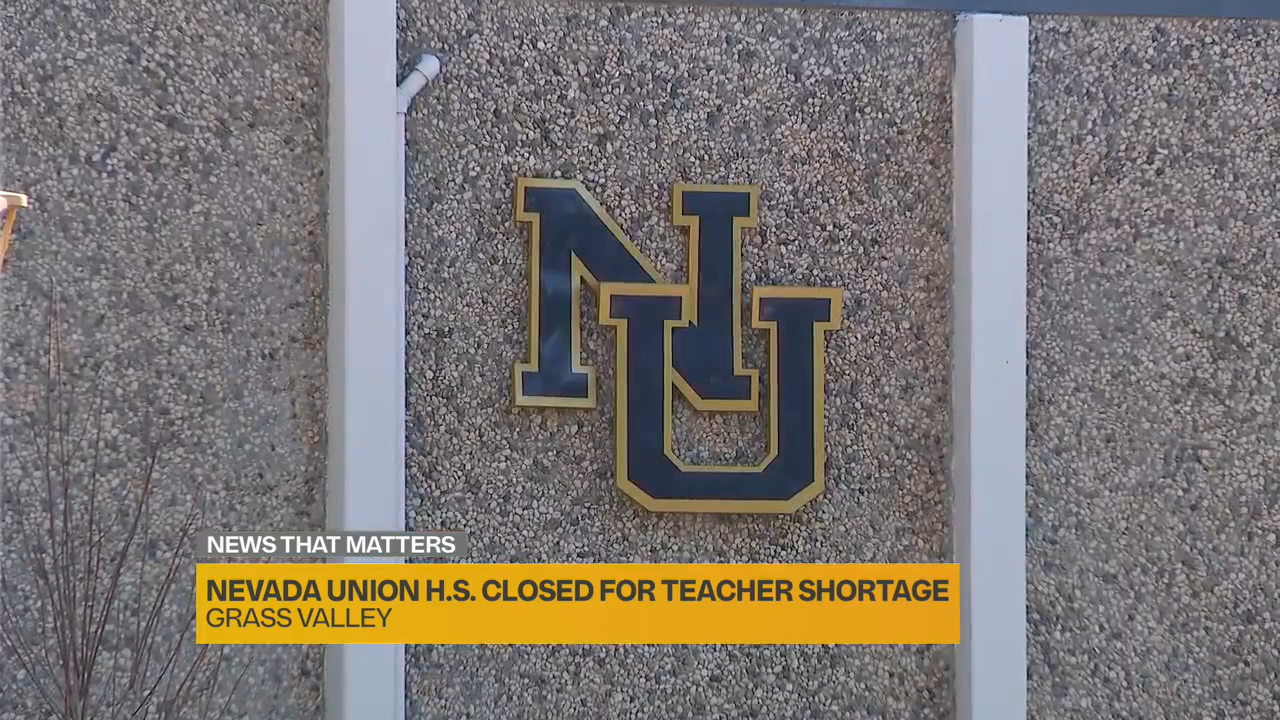 NU
NEWS THAT MATTERS
NEVADA UNION H.S. CLOSED FOR TEACHER SHORTAGE
GRASS VALLEY